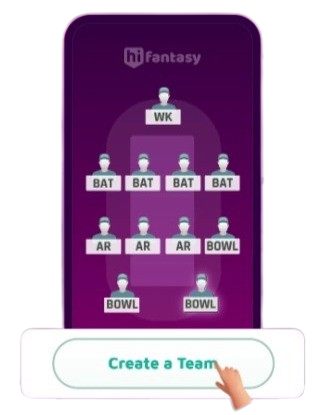 hi fantasy
WK
BAT BAT BAT BAT
AR AR AR BOWL
BOWL BOWL
Create a Team